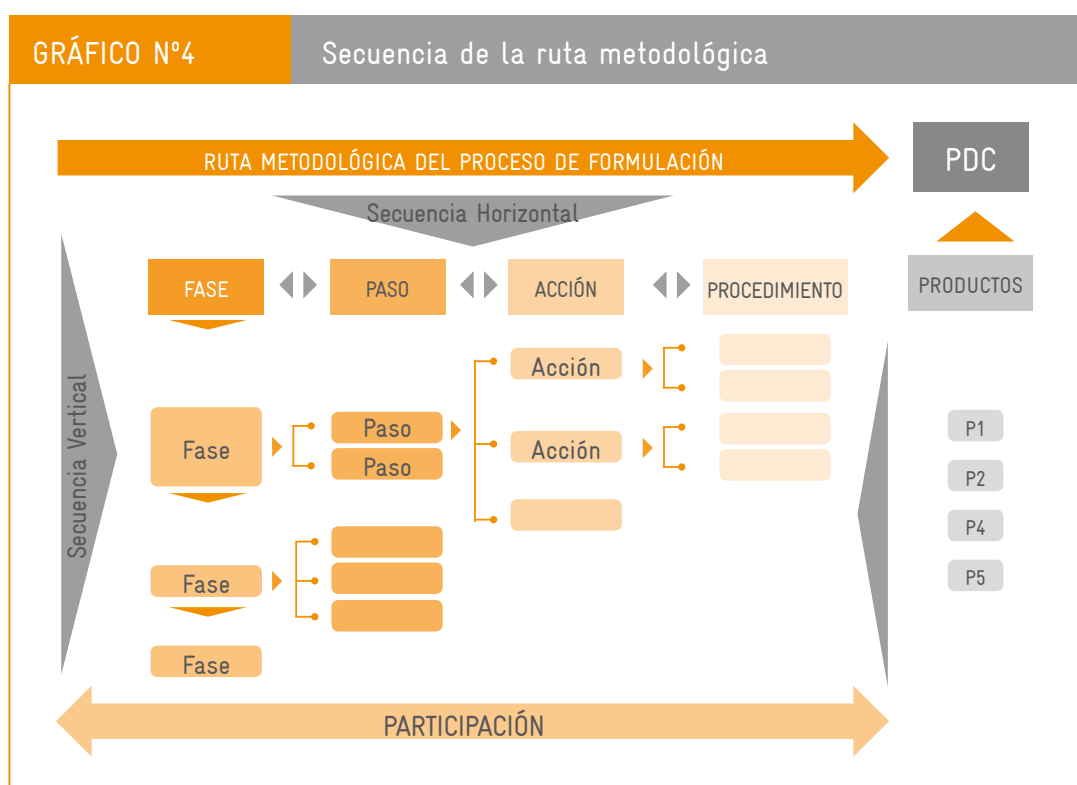 GRÁFICO Nº4
Secuencia de la ruta metodológica
RUTA METODOLÓGICA DEL PROCESO DE FORMULACIÓN
PDC
Secuencia Horizontal
FASE
PASO
ACCIÓN
PROCEDIMIENTO
PRODUCTOS
Secuencia Vertical
Acción
Fase
Paso
Paso
Acción
Fase
Fase
P1
P2
P4
P5
PARTICIPACIÓN